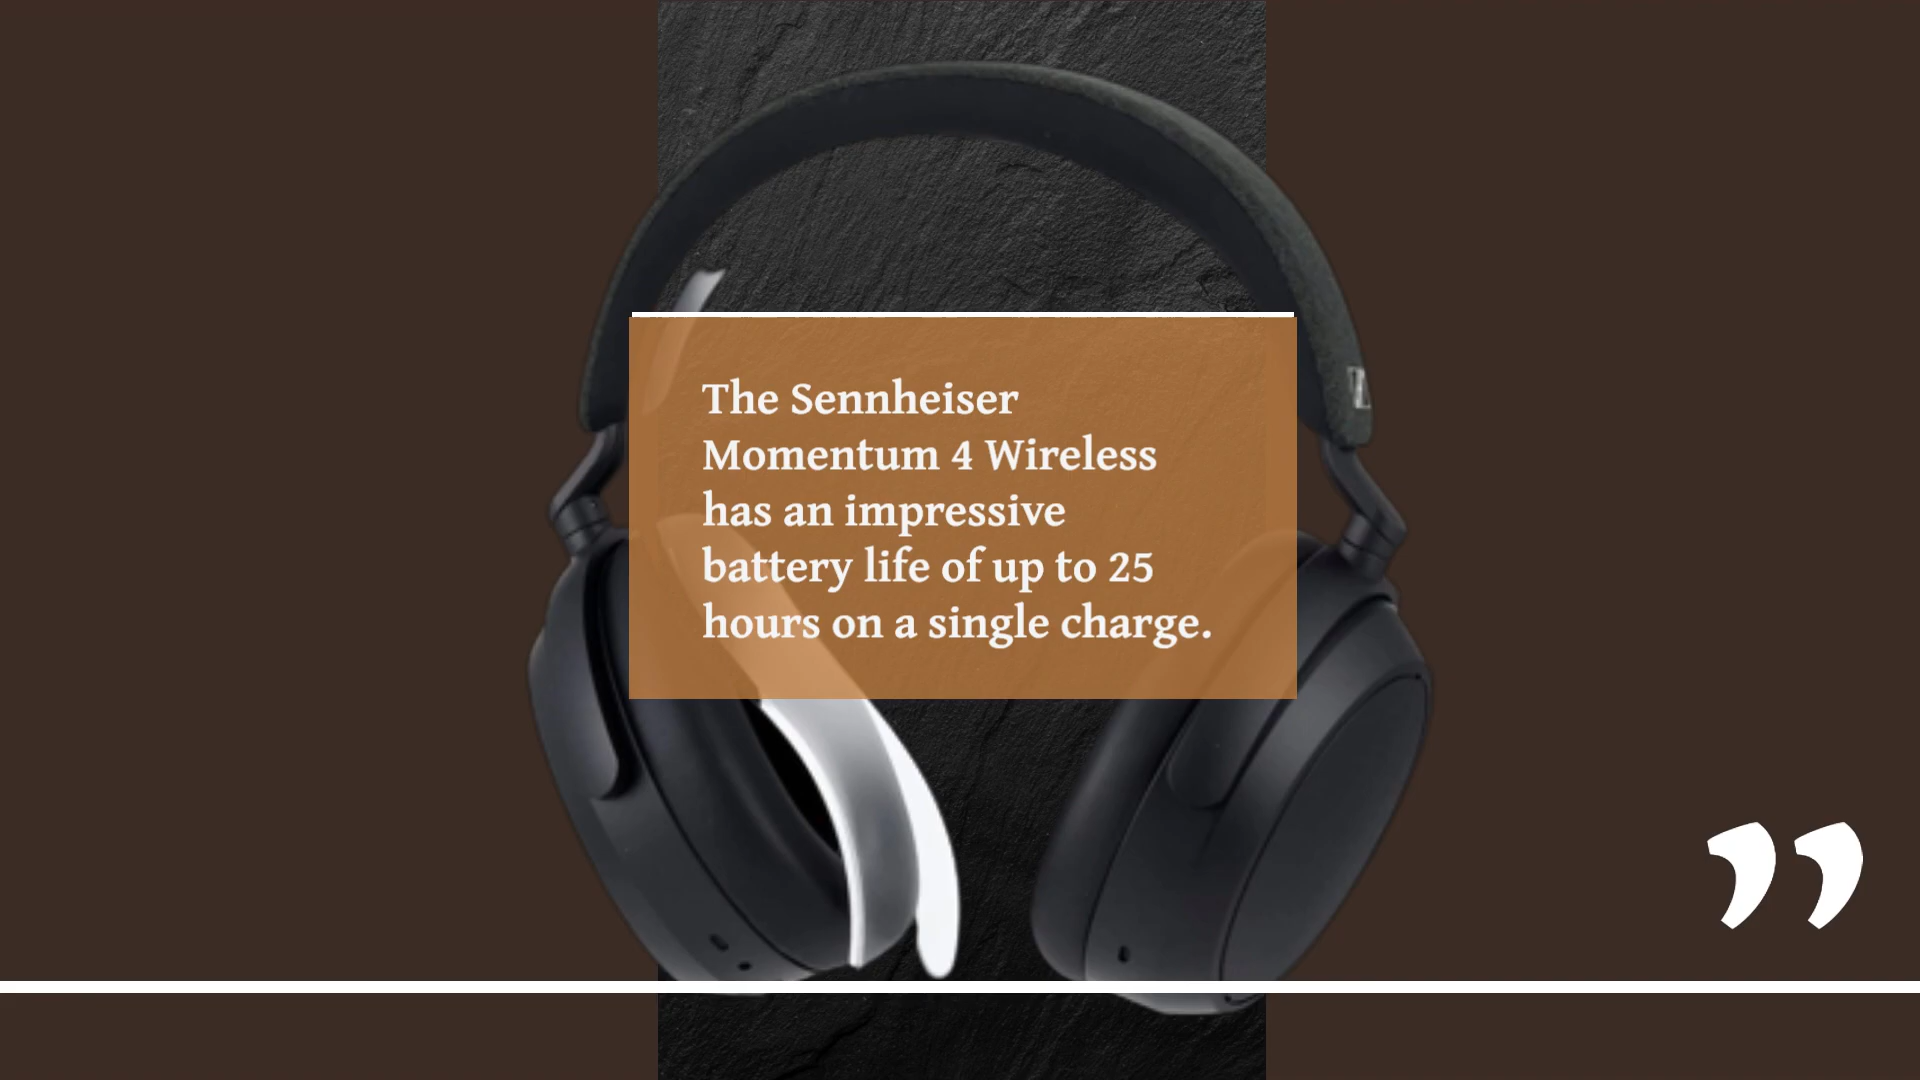 The Sennheiser
Momentum 4 Wireless
has an impressive
battery life of up to 25
hours on a single charge.
”